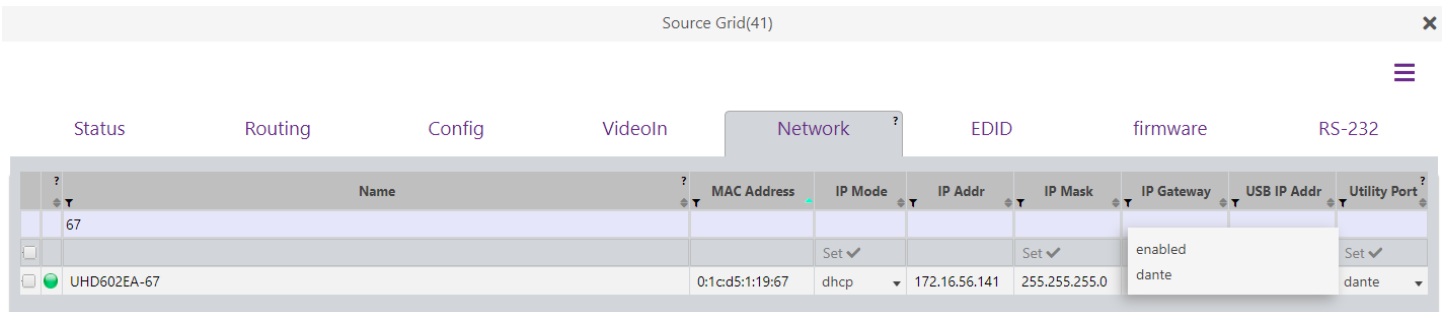 Source Grid(41)
Status Routing Config VideoIn Network ? EDID firmware RS-232
? Name ? MAC Address IP Mode IP Addr IP Mask IP Gateway USB IP Addr Utility Port ?
67
Set Set Set
enabled
dante
UHD602EA-67 0:1c:d5:1:19:67 dhcp 172.16.56.141 255.255.255.0 dante